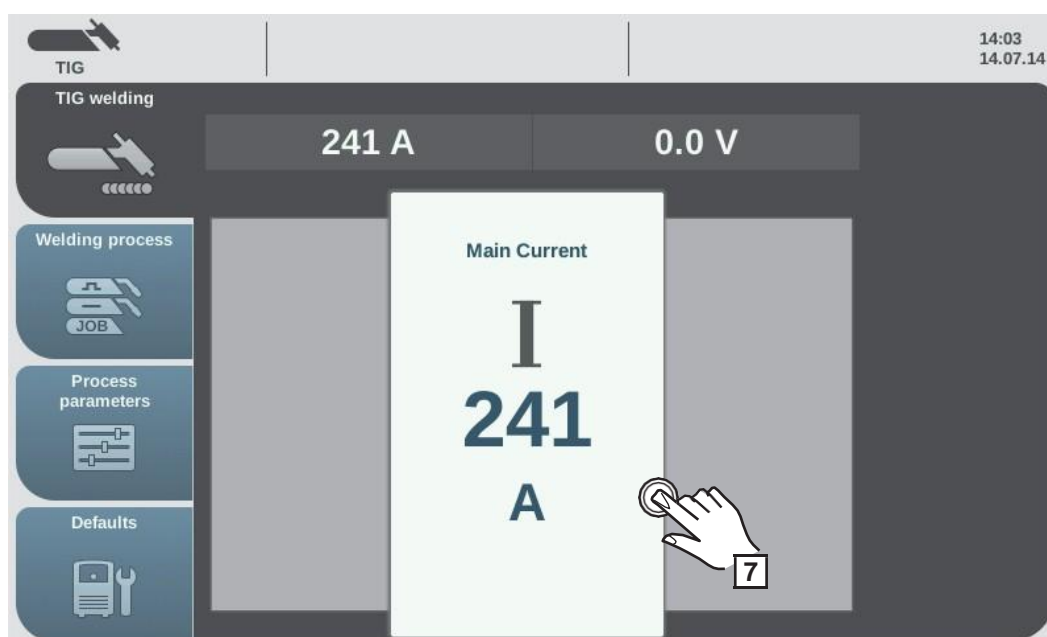 TIG
14:03
14.07.14
TIG welding
241 A
0.0 V
Welding process
JOB
Process
parameters
Defaults
Main Current
I
241
A
7